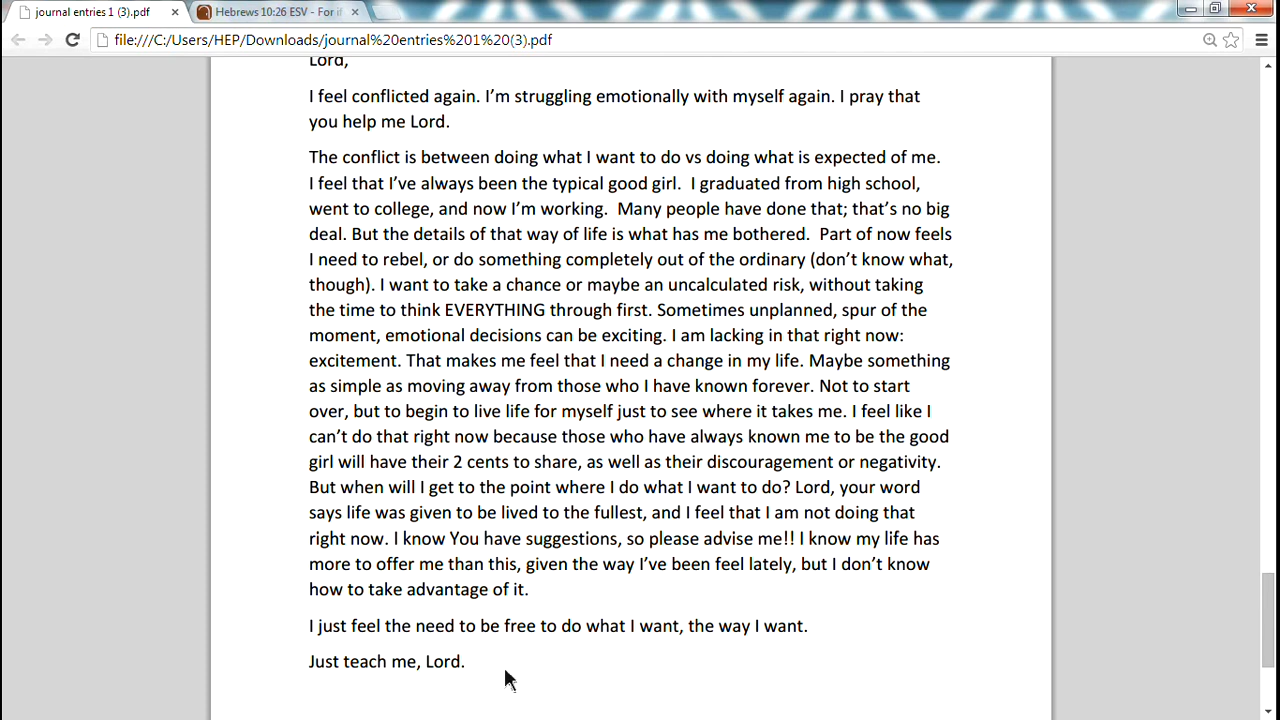 journal entries 1 (3).pdf
Hebrews 10:26 ESV - For if
file:///C:/Users/HEP/Downloads/journal%20entries%201%20(3).pdf
Lord,
I feel conflicted again. I'm struggling emotionally with myself again. I pray that
you help me Lord.
The conflict is between doing what I want to do vs doing what is expected of me.
I feel that I've always been the typical good girl.  I graduated from high school,
went to college, and now I'm working.  Many people have done that; that's no big
deal. But the details of that way of life is what has me bothered.  Part of now feels
I need to rebel, or do something completely out of the ordinary (don't know what,
though). I want to take a chance or maybe an uncalculated risk, without taking
the time to think EVERYTHING through first. Sometimes unplanned, spur of the
moment, emotional decisions can be exciting. I am lacking in that right now:
excitement. That makes me feel that I need a change in my life. Maybe something
as simple as moving away from those who I have known forever. Not to start
over, but to begin to live life for myself just to see where it takes me. I feel like I
can't do that right now because those who have always known me to be the good
girl will have their 2 cents to share, as well as their discouragement or negativity.
But when will I get to the point where I do what I want to do? Lord, your word
says life was given to be lived to the fullest, and I feel that I am not doing that
right now. I know You have suggestions, so please advise me!! I know my life has
more to offer me than this, given the way I've been feel lately, but I don't know
how to take advantage of it.
I just feel the need to be free to do what I want, the way I want.
Just teach me, Lord.